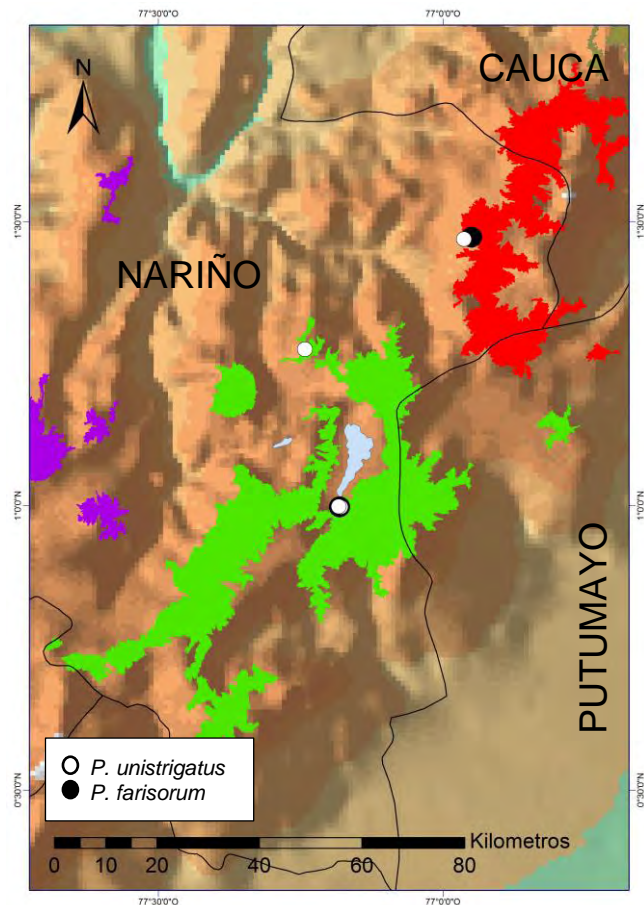 77°30'0"O 77°0'0"O
CAUCA
N
1°30'0"N 1°30'0"N
NARIÑO
1°0'0"N 1°0'0"N
PUTUMAYO
P. unistrigatus
P. farisorum
0°30'0"N 0°30'0"N
Kilometros
0 10 20 40 60 80
77°30'0"O 77°0'0"O